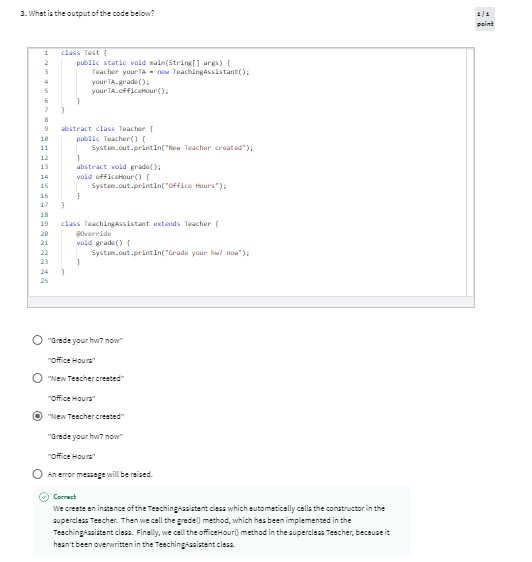 3. What is the output of the code below?
1/1 point
1 class Test {
2 public static void main(String[] args) {
3 Teacher yourTA = new TeachingAssistant();
4 yourTA.grade();
5 yourTA.officeHour();
6 }
7 }
8
9 abstract class Teacher {
10 public Teacher() {
11 System.out.println("New Teacher created");
12 }
13 abstract void grade();
14 void officeHour() {
15 System.out.println("Office Hours");
16 }
17 }
18
19 class TeachingAssistant extends Teacher {
20 @Override
21 void grade() {
22 System.out.println("Grade your hw7 now");
23 }
24 }
25
"Grade your hw7 now"
"Office Hours"
"New Teacher created"
"Office Hours"
"New Teacher created"
"Grade your hw7 now"
"Office Hours"
An error message will be raised.
Correct
We create an instance of the TeachingAssistant class which automatically calls the constructor in the
superclass Teacher. Then we call the grade() method, which has been implemented in the
TeachingAssistant class. Finally, we call the officeHour() method in the superclass Teacher, because it
hasn't been overwritten in the TeachingAssistant class.